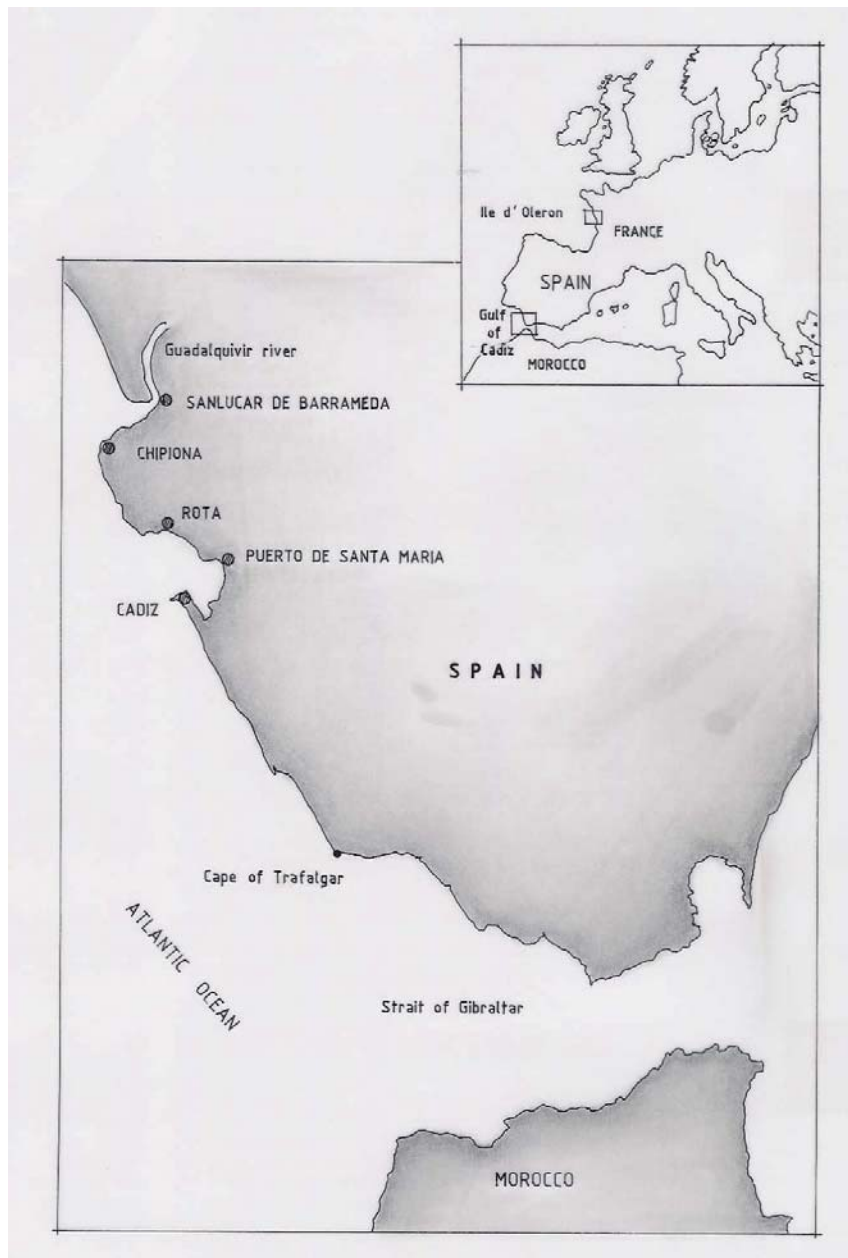 Ile d' Oleron
FRANCE
SPAIN
Gulf
of
Cadiz
MOROCCO
Guadalquivir river
SANLUCAR DE BARRAMEDA
CHIPIONA
ROTA
PUERTO DE SANTA MARIA
CADIZ
SPAIN
Cape of Trafalgar
ATLANTIC OCEAN
Strait of Gibraltar
MOROCCO